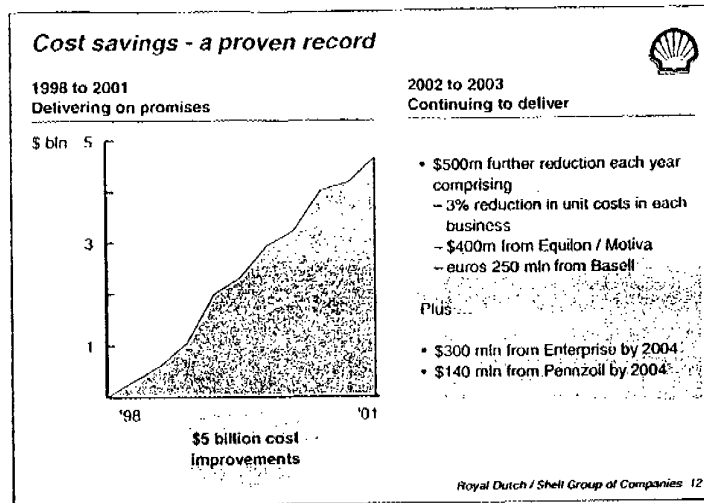 Cost savings - a proven record
1998 to 2001
Delivering on promises
$ bln
5
3
1
'98
'01
$5 billion cost
improvements
2002 to 2003
Continuing to deliver
• $500m further reduction each year
comprising
– 3% reduction in unit costs in each
business
– $400m from Equilon / Motiva
– euros 250 mln from Basell
Plus ...
• $300 mln from Enterprise by 2004
• $140 mln from Pennzoil by 2004
Royal Dutch / Shell Group of Companies 12